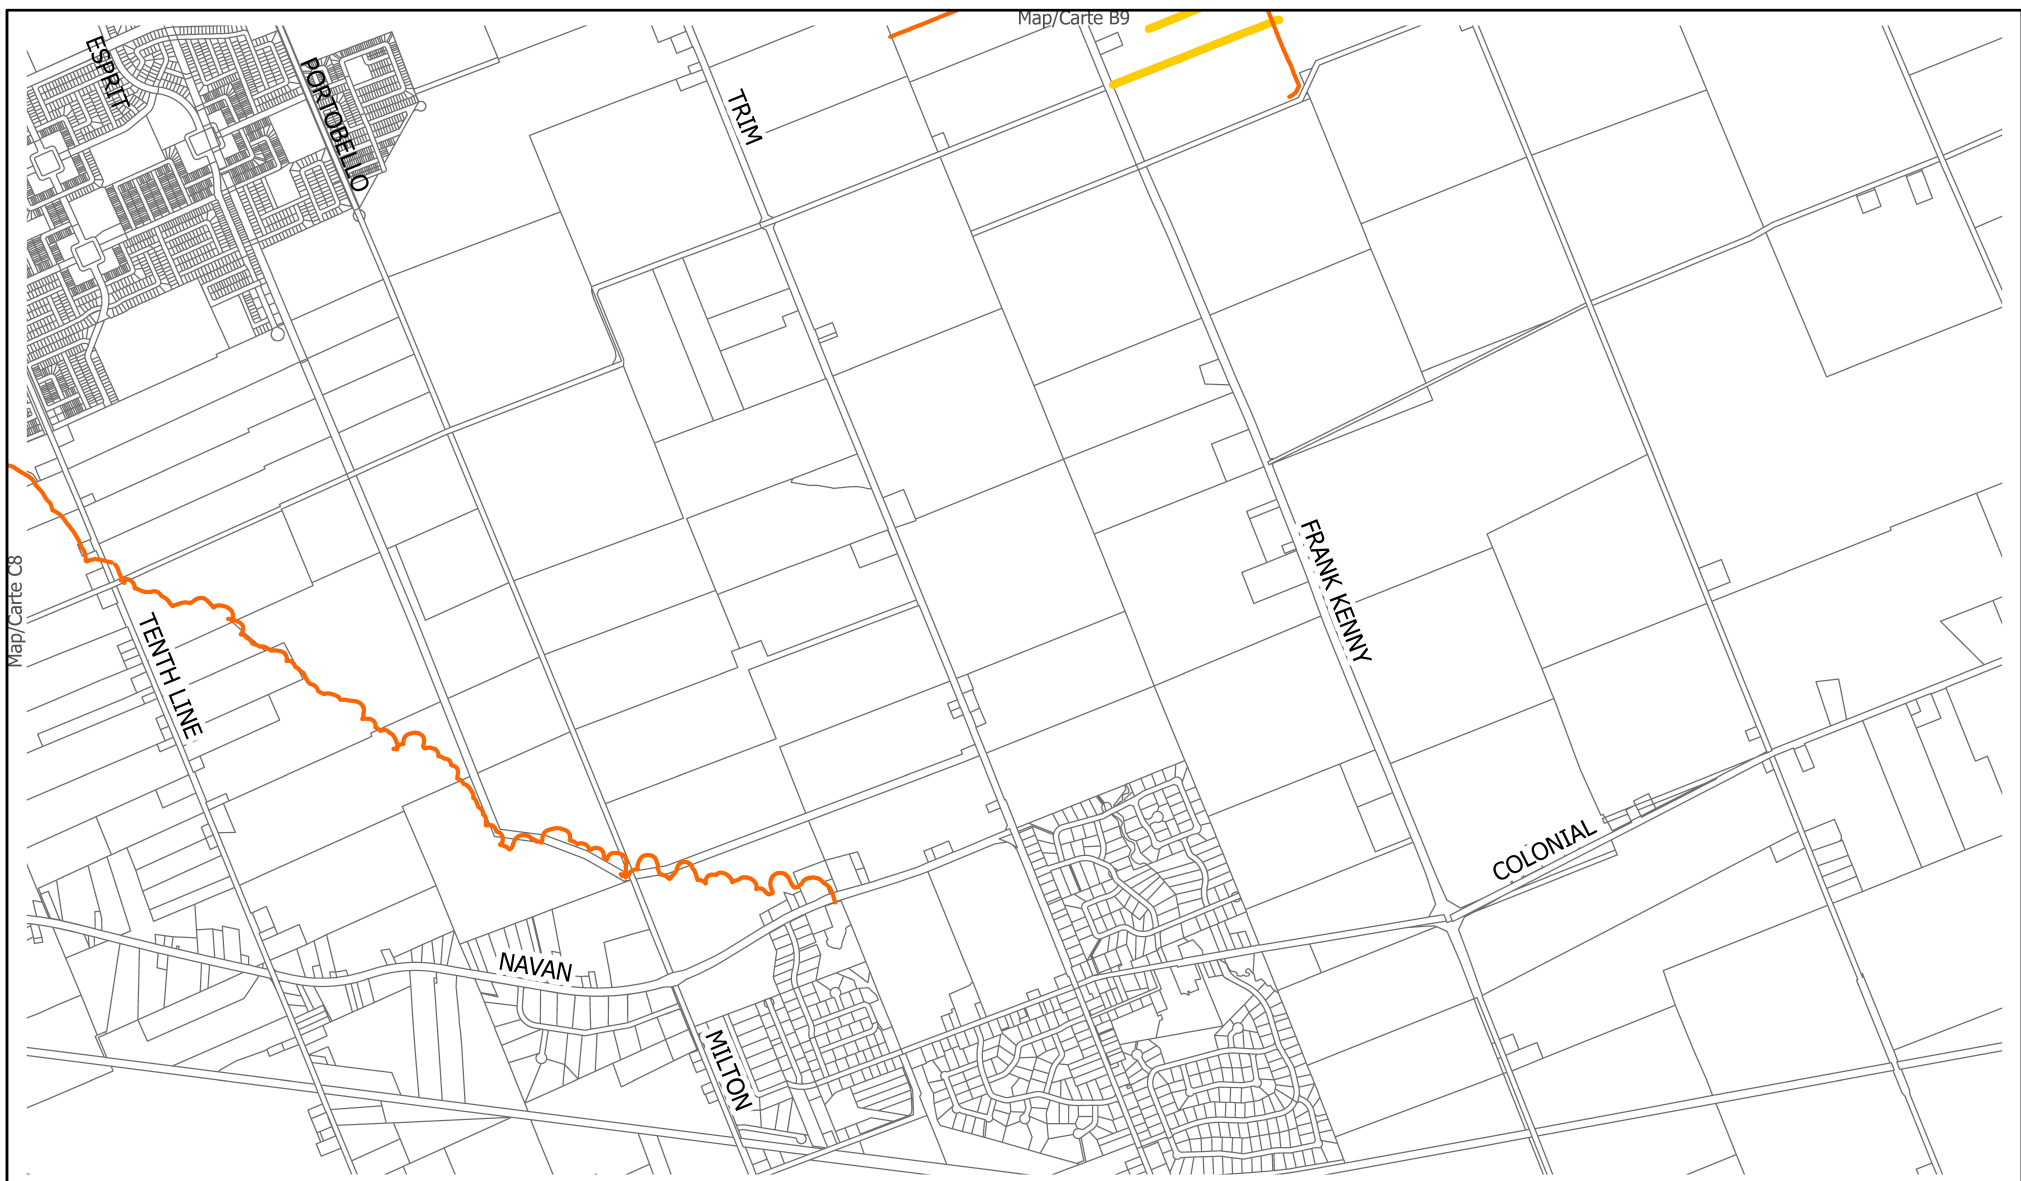 Map/Carte B9
ESPRIT
PORTOBELLO
TRIM
FRANK KENNY
Map/Carte C8
TENTH LINE
COLONIAL
NAVAN
MILTON